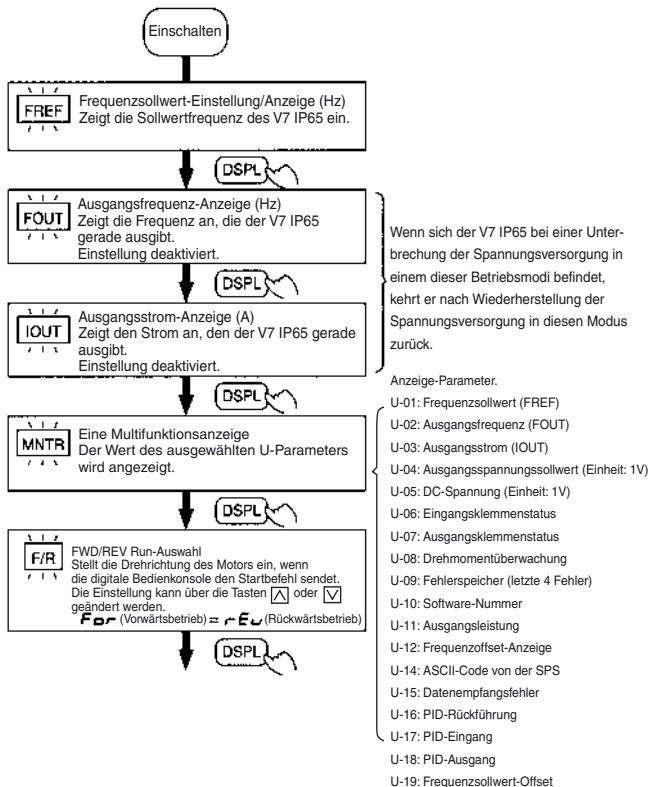 Einschalten
FREF
Frequenzsollwert-Einstellung/Anzeige (Hz)
Zeigt die Sollwertfrequenz des V7 IP65 ein.
DSPL
FOUT
Ausgangsfrequenz-Anzeige (Hz)
Zeigt die Frequenz an, die der V7 IP65
gerade ausgibt.
Einstellung deaktiviert.
DSPL
IOUT
Ausgangsstrom-Anzeige (A)
Zeigt den Strom an, den der V7 IP65 gerade
ausgibt.
Einstellung deaktiviert.
Wenn sich der V7 IP65 bei einer Unter-
brechung der Spannungsversorgung in
einem dieser Betriebsmodi befindet,
kehrt er nach Wiederherstellung der
Spannungsversorgung in diesen Modus
zurück.
DSPL
MNTR
Eine Multifunktionsanzeige
Der Wert des ausgewählten U-Parameters
wird angezeigt.
Anzeige-Parameter.
U-01: Frequenzsollwert (FREF)
U-02: Ausgangsfrequenz (FOUT)
U-03: Ausgangsstrom (IOUT)
U-04: Ausgangsspannungssollwert (Einheit: 1V)
U-05: DC-Spannung (Einheit: 1V)
U-06: Eingangsklemmenstatus
U-07: Ausgangsklemmenstatus
U-08: Drehmomentüberwachung
U-09: Fehlerspeicher (letzte 4 Fehler)
U-10: Software-Nummer
U-11: Ausgangsleistung
U-12: Frequenzoffset-Anzeige
U-14: ASCII-Code von der SPS
U-15: Datenempfangsfehler
U-16: PID-Rückführung
U-17: PID-Eingang
U-18: PID-Ausgang
U-19: Frequenzsollwert-Offset
DSPL
F/R
FWD/REV Run-Auswahl
Stellt die Drehrichtung des Motors ein, wenn
die digitale Bedienkonsole den Startbefehl sendet.
Die Einstellung kann über die Tasten oder
geändert werden.
For (Vorwärtsbetrieb) rEv (Rückwärtsbetrieb)
DSPL